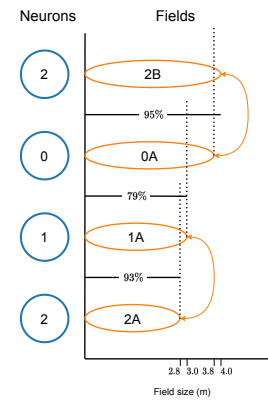 Neurons Fields
2 2B
95%
0 0A
79%
1 1A
93%
2 2A
2.8 3.0 3.8 4.0
Field size (m)